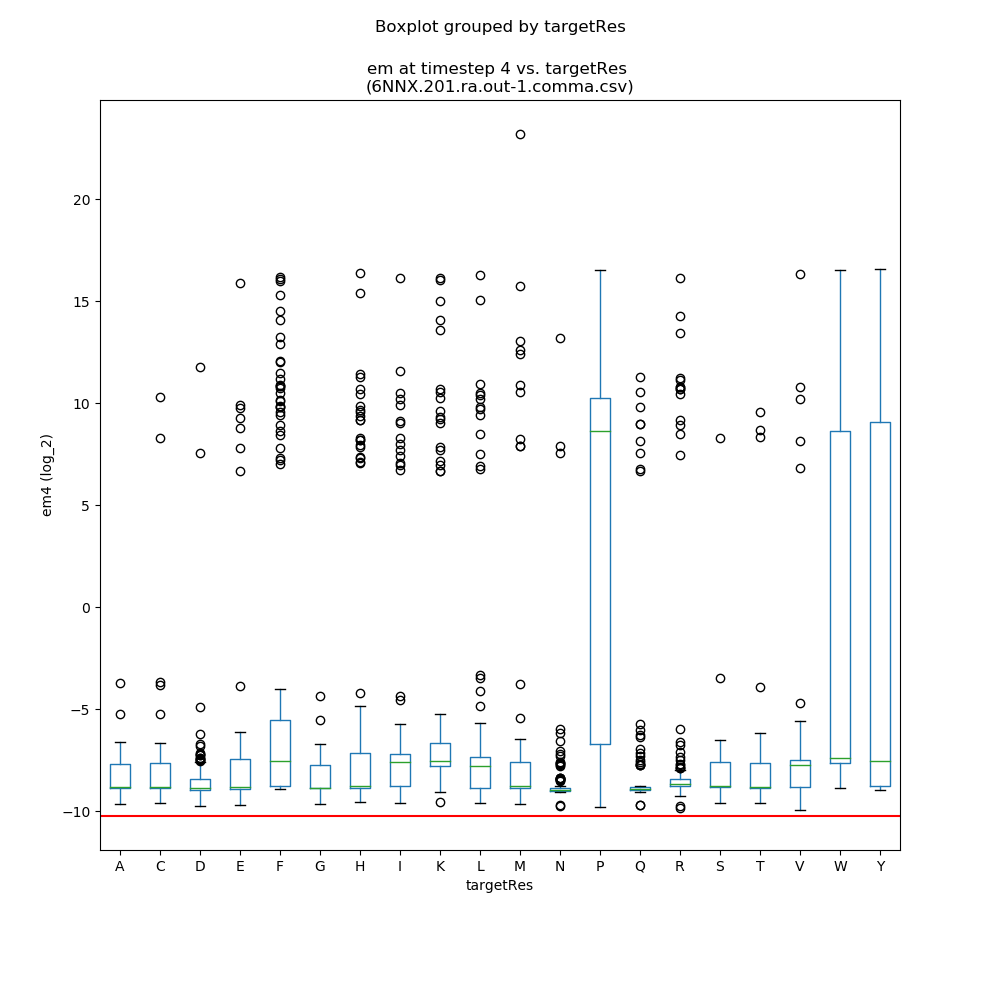 Boxplot grouped by targetRes
em at timestep 4 vs. targetRes
(6NNX.201.ra.out-1.comma.csv)
em4 (log_2)
20
15
10
5
0
−5
−10
A C D E F G H I K L M N P Q R S T V W Y
targetRes